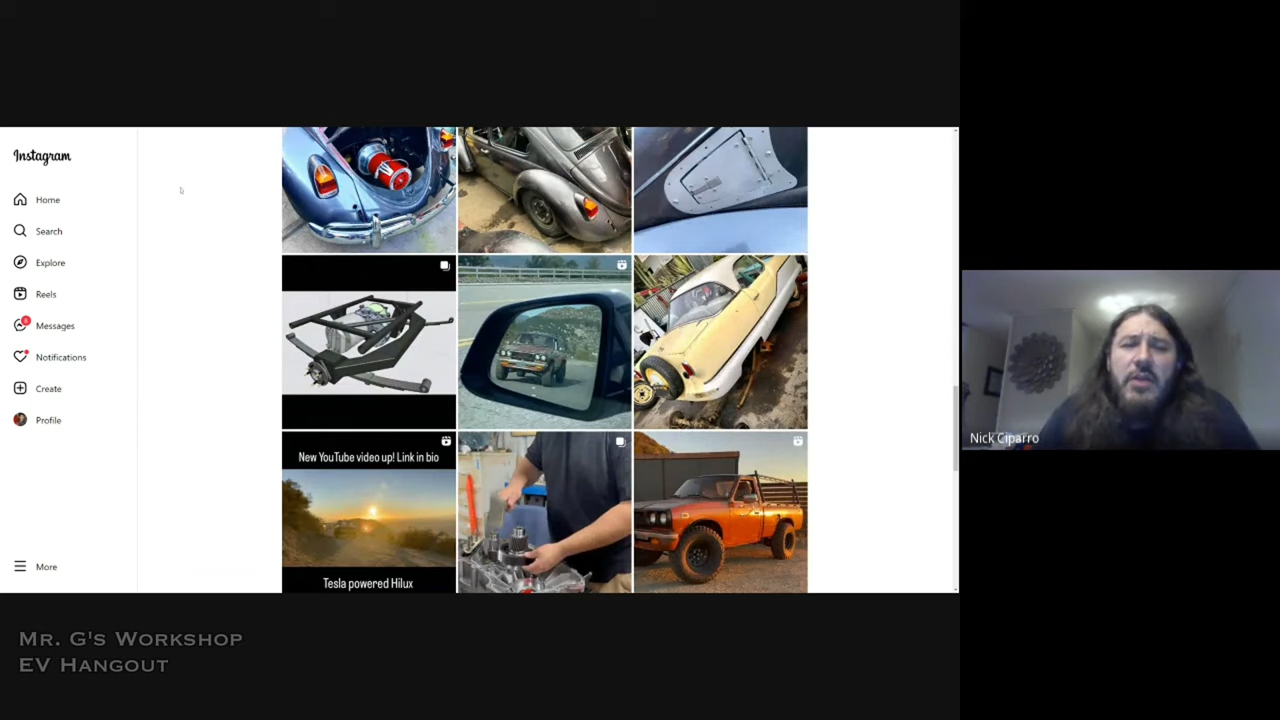 Instagram
Home
Search
Explore
Reels
Messages
Notifications
Create
Profile
More
New YouTube video up! Link in bio
Tesla powered Hilux
Nick Ciparro
Mr. G's Workshop
EV Hangout